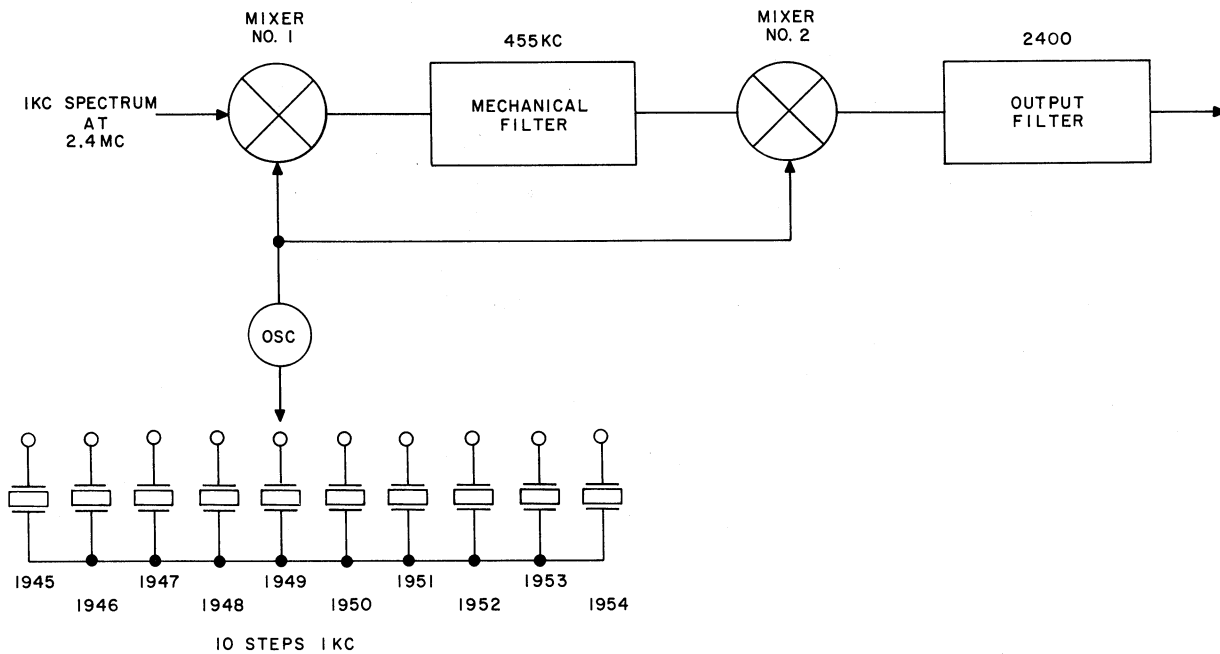 MIXER
NO. 1
455KC
MIXER
NO. 2
2400
1KC SPECTRUM
AT
2.4MC
MECHANICAL
FILTER
OUTPUT
FILTER
OSC
1945 1947 1949 1951 1953
1946 1948 1950 1952 1954
10 STEPS 1KC